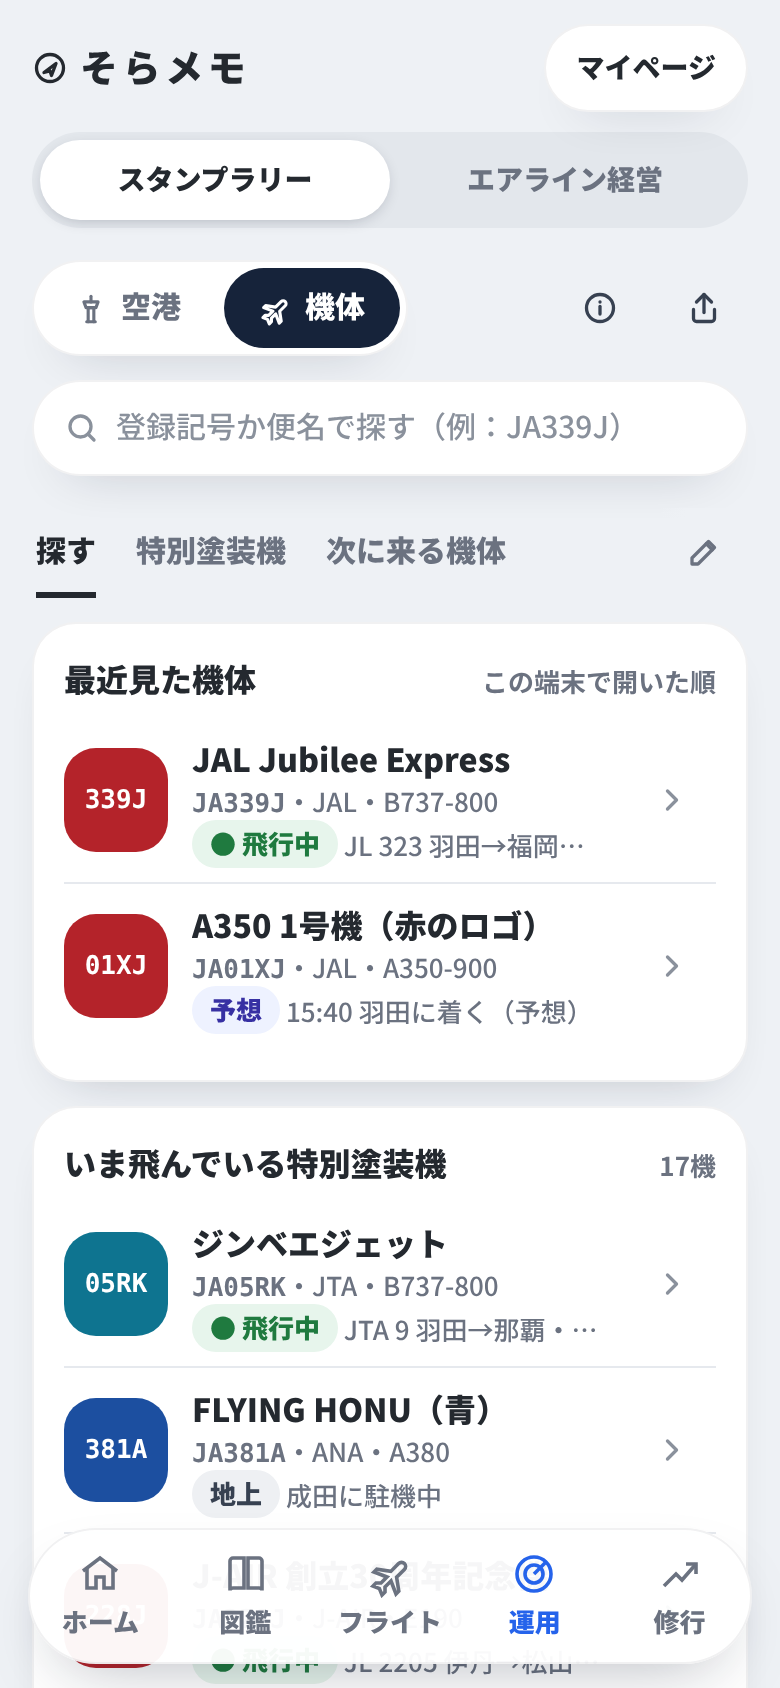 そらメモ
マイページ
スタンプラリー
エアライン経営
空港
機体
登録記号か便名で探す（例：JA339J）
探す
特別塗装機
次に来る機体
最近見た機体
この端末で開いた順
339J
JAL Jubilee Express
JA339J・JAL・B737-800
飛行中 JL 323 羽田→福岡…
01XJ
A350 1号機（赤のロゴ）
JA01XJ・JAL・A350-900
予想 15:40 羽田に着く（予想）
いま飛んでいる特別塗装機
17機
05RK
ジンベエジェット
JA05RK・JTA・B737-800
飛行中 JTA 9 羽田→那覇・…
381A
FLYING HONU（青）
JA381A・ANA・A380
地上 成田に駐機中
飛行中 JL 2205 伊丹→松山…
ホーム
図鑑
フライト
運用
修行